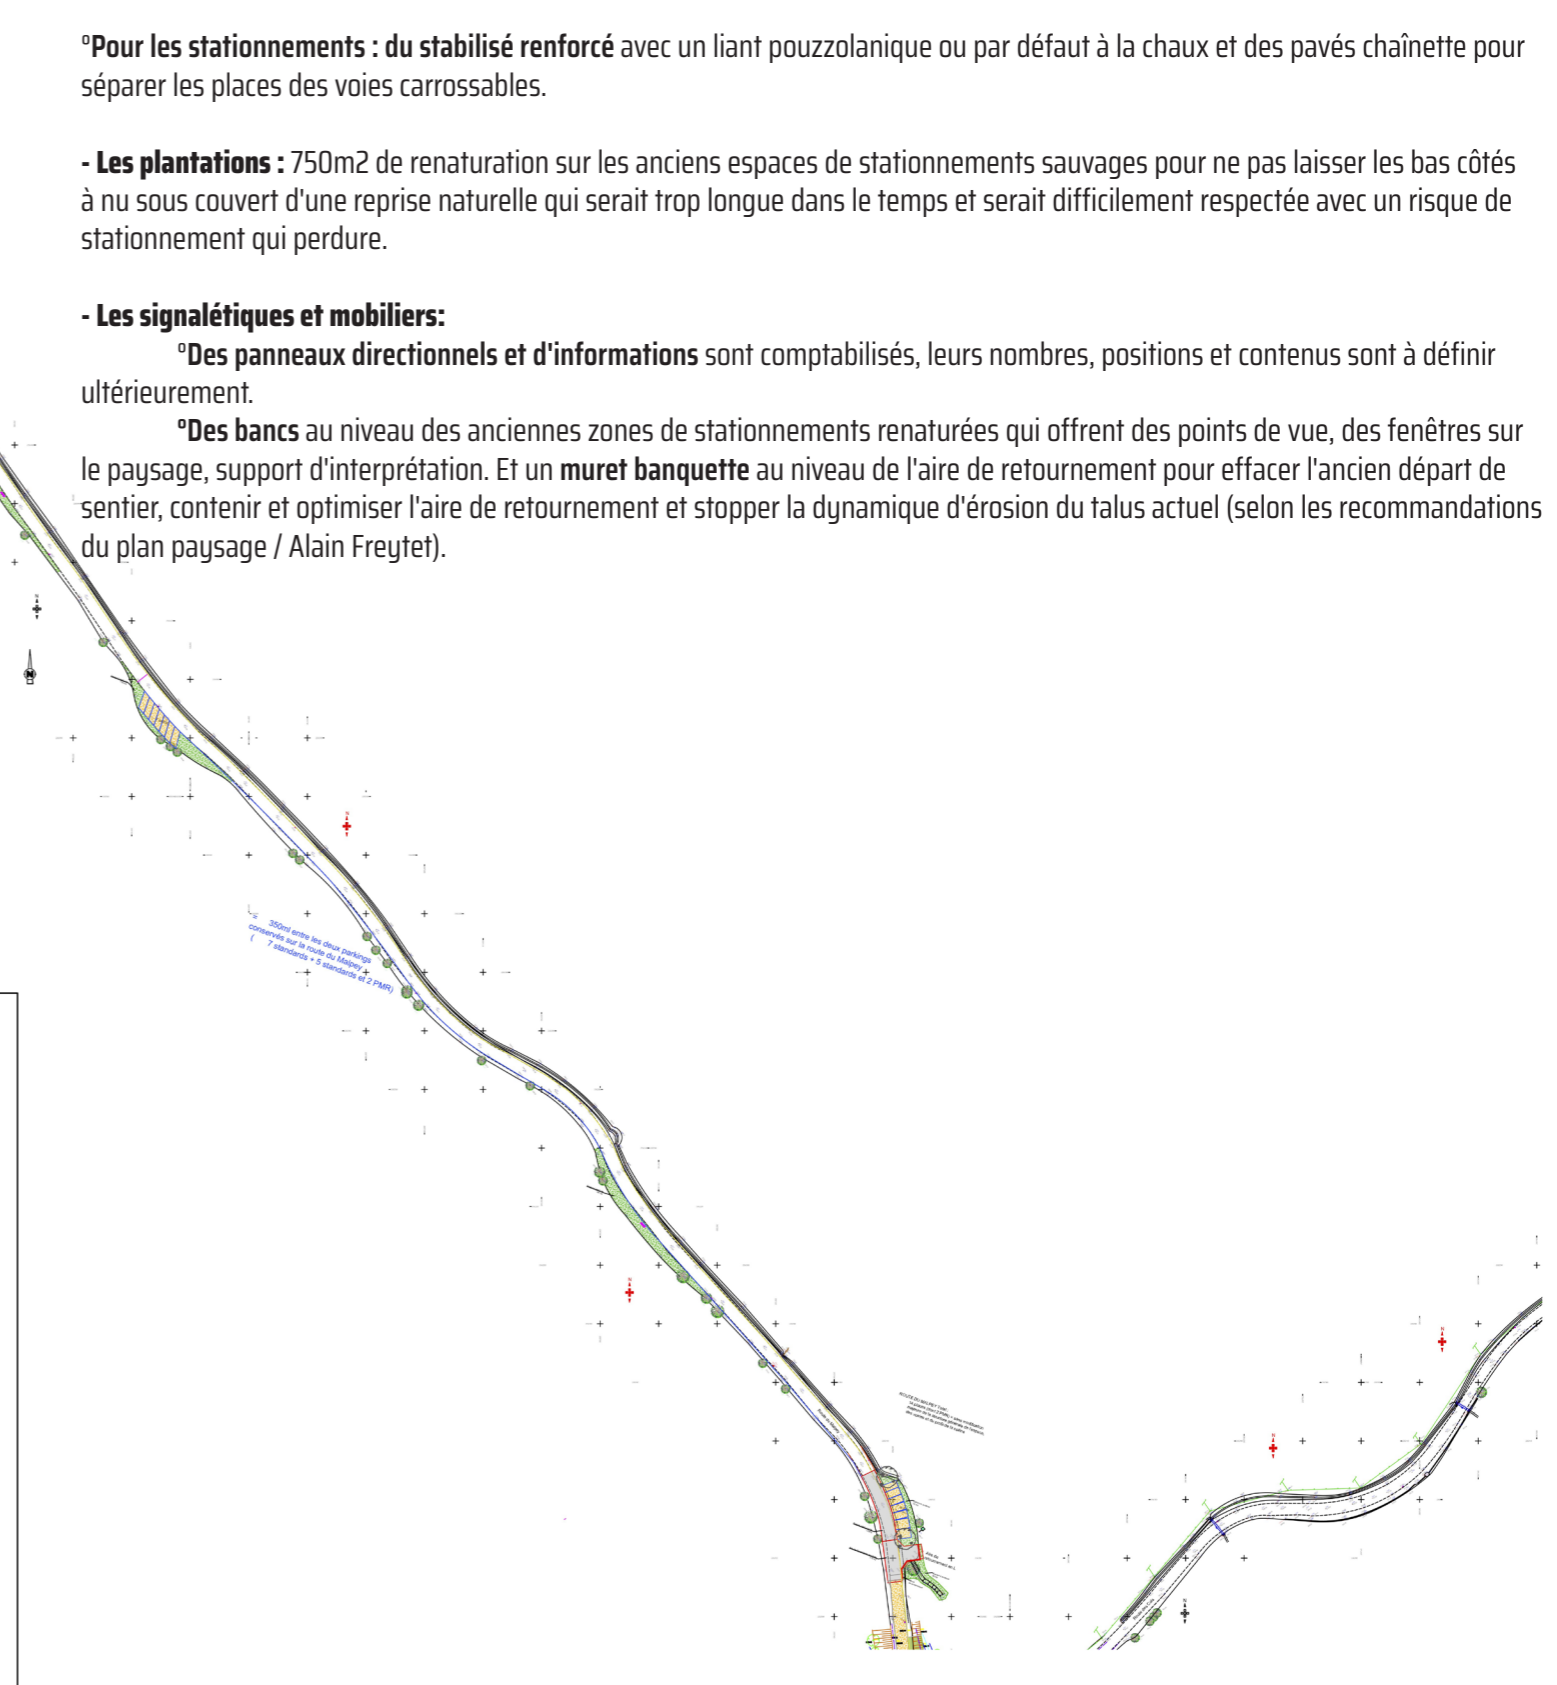 °Pour les stationnements : du stabilisé renforcé avec un liant pouzzolanique ou par défaut à la chaux et des pavés chaînette pour
séparer les places des voies carrossables.
- Les plantations : 750m2 de renaturation sur les anciens espaces de stationnements sauvages pour ne pas laisser les bas côtés
à nu sous couvert d'une reprise naturelle qui serait trop longue dans le temps et serait difficilement respectée avec un risque de
stationnement qui perdure.
- Les signalétiques et mobiliers:
°Des panneaux directionnels et d'informations sont comptabilisés, leurs nombres, positions et contenus sont à définir
ultérieurement.
°Des bancs au niveau des anciennes zones de stationnements renaturées qui offrent des points de vue, des fenêtres sur
le paysage, support d'interprétation. Et un muret banquette au niveau de l'aire de retournement pour effacer l'ancien départ de
sentier, contenir et optimiser l'aire de retournement et stopper la dynamique d'érosion du talus actuel (selon les recommandations
du plan paysage / Alain Freytet).
350ml entre les deux parkings
conservés sur la route du Malpey
( 7 standards + 5 standards et 2 PMR)